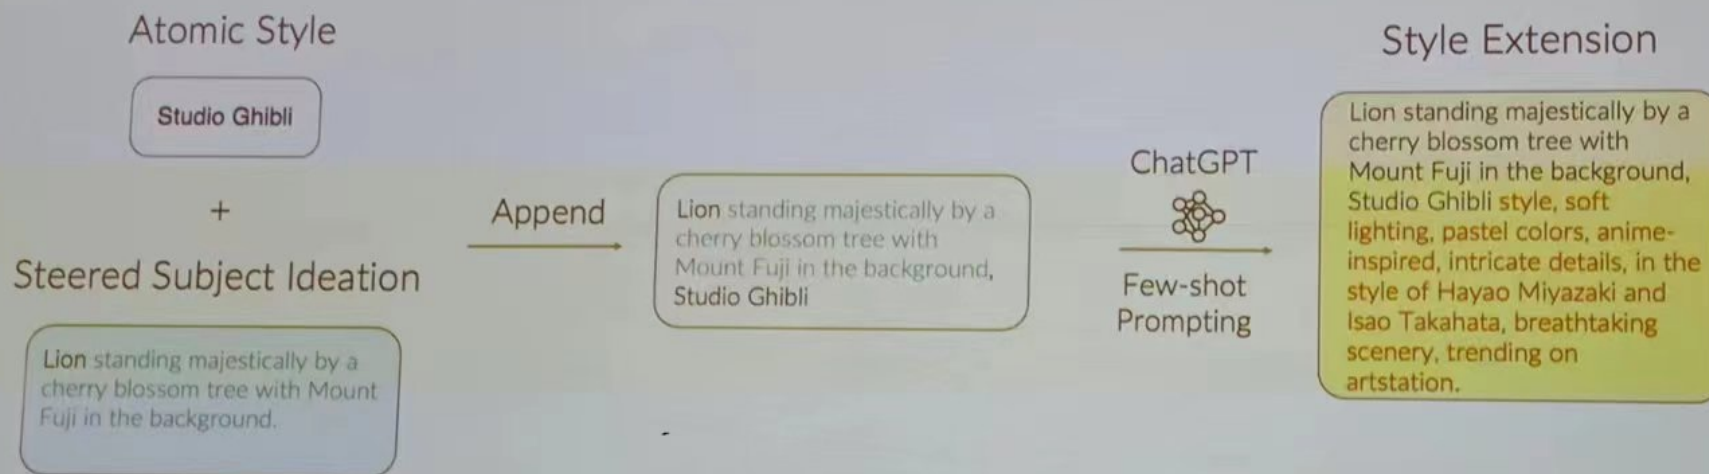 Atomic Style
Studio Ghibli
+
Steered Subject Ideation
Lion standing majestically by a
cherry blossom tree with Mount
Fuji in the background.
Append
Lion standing majestically by a
cherry blossom tree with
Mount Fuji in the background,
Studio Ghibli
ChatGPT
Few-shot
Prompting
Style Extension
Lion standing majestically by a
cherry blossom tree with
Mount Fuji in the background,
Studio Ghibli style, soft
lighting, pastel colors, anime-
inspired, intricate details, in the
style of Hayao Miyazaki and
Isao Takahata, breathtaking
scenery, trending on
artstation.